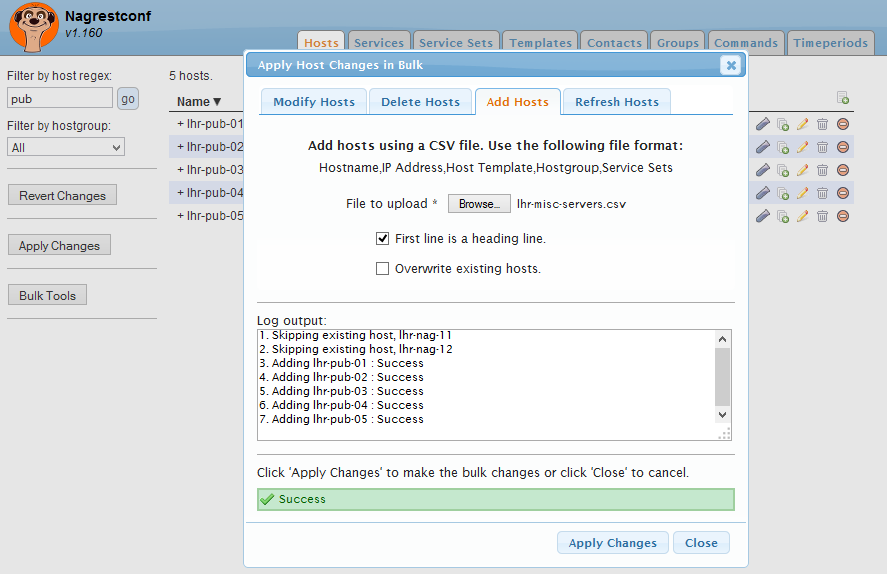 Nagrestconf
v1.160
Hosts
Services
Service Sets
Templates
Contacts
Groups
Commands
Timeperiods
Filter by host regex:
pub
go
Filter by hostgroup:
All
Revert Changes
Apply Changes
Bulk Tools
5 hosts.
Name ▼
+ lhr-pub-01
+ lhr-pub-02
+ lhr-pub-03
+ lhr-pub-04
+ lhr-pub-05
Apply Host Changes in Bulk
Modify Hosts
Delete Hosts
Add Hosts
Refresh Hosts
Add hosts using a CSV file. Use the following file format:
Hostname,IP Address,Host Template,Hostgroup,Service Sets
File to upload * Browse... lhr-misc-servers.csv
First line is a heading line.
Overwrite existing hosts.
Log output:
1. Skipping existing host, lhr-nag-11
2. Skipping existing host, lhr-nag-12
3. Adding lhr-pub-01 : Success
4. Adding lhr-pub-02 : Success
5. Adding lhr-pub-03 : Success
6. Adding lhr-pub-04 : Success
7. Adding lhr-pub-05 : Success
Click 'Apply Changes' to make the bulk changes or click 'Close' to cancel.
Success
Apply Changes
Close